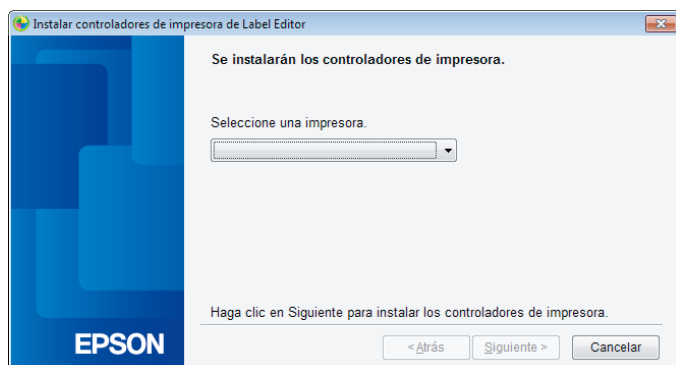 Instalar controladores de impresora de Label Editor
Se instalarán los controladores de impresora.
Seleccione una impresora.
Haga clic en Siguiente para instalar los controladores de impresora.
EPSON
< Atrás
Siguiente >
Cancelar